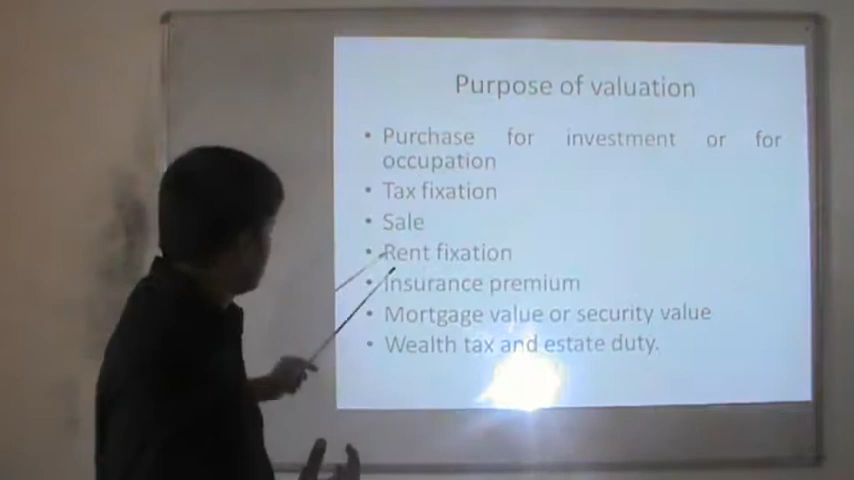 Purpose of valuation
• Purchase for investment or for
occupation
• Tax fixation
• Sale
• Rent fixation
• Insurance premium
• Mortgage value or security value
• Wealth tax and estate duty.